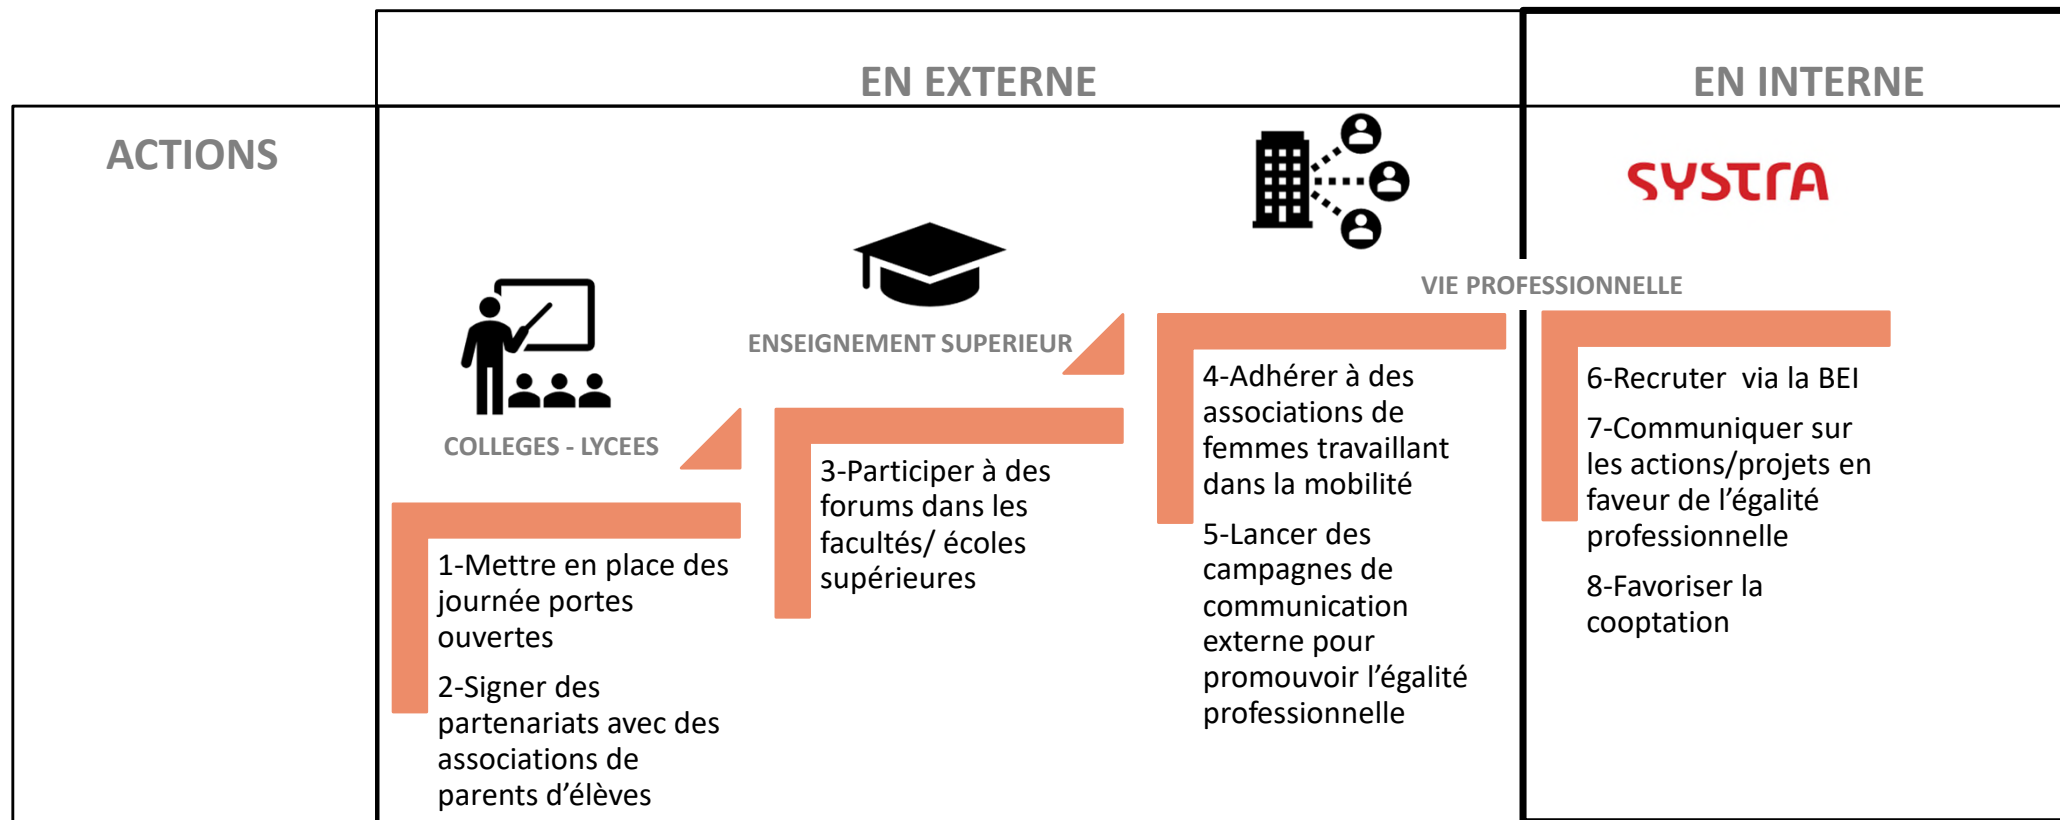 EN EXTERNE
EN INTERNE
ACTIONS
SYSTRA
VIE PROFESSIONNELLE
ENSEIGNEMENT SUPERIEUR
COLLEGES - LYCEES
1-Mettre en place des
journée portes
ouvertes
2-Signer des
partenariats avec des
associations de
parents d’élèves
3-Participer à des
forums dans les
facultés/ écoles
supérieures
4-Adhérer à des
associations de
femmes travaillant
dans la mobilité
5-Lancer des
campagnes de
communication
externe pour
promouvoir l’égalité
professionnelle
6-Recruter  via la BEI
7-Communiquer sur
les actions/projets en
faveur de l’égalité
professionnelle
8-Favoriser la
cooptation